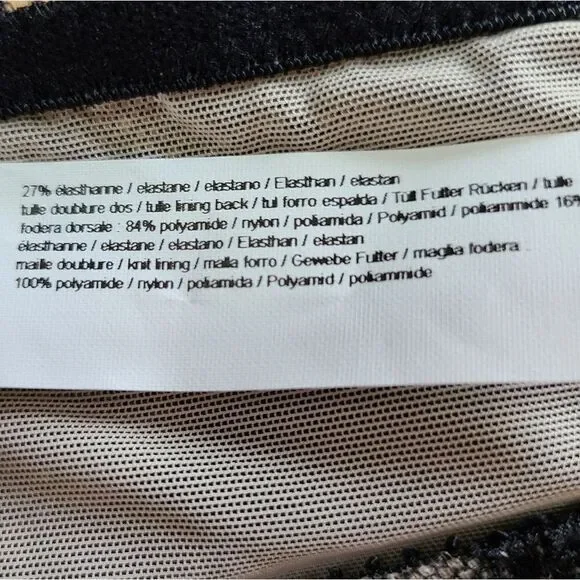 27% élasthanne / elastane / elastano / Elasthan / elastan
tulle doublure dos / tulle lining back / tul forro espalda / Tüll Futter Rücken / tulle
fodera dorsale : 84% polyamide / nylon / poliamida / Polyamid / poliammide 16%
élasthanne / elastane / elastano / Elasthan / elastan
maille doublure / knit lining / malla forro / Gewebe Futter / maglia fodera
100% polyamide / nylon / poliamida / Polyamid / poliammide